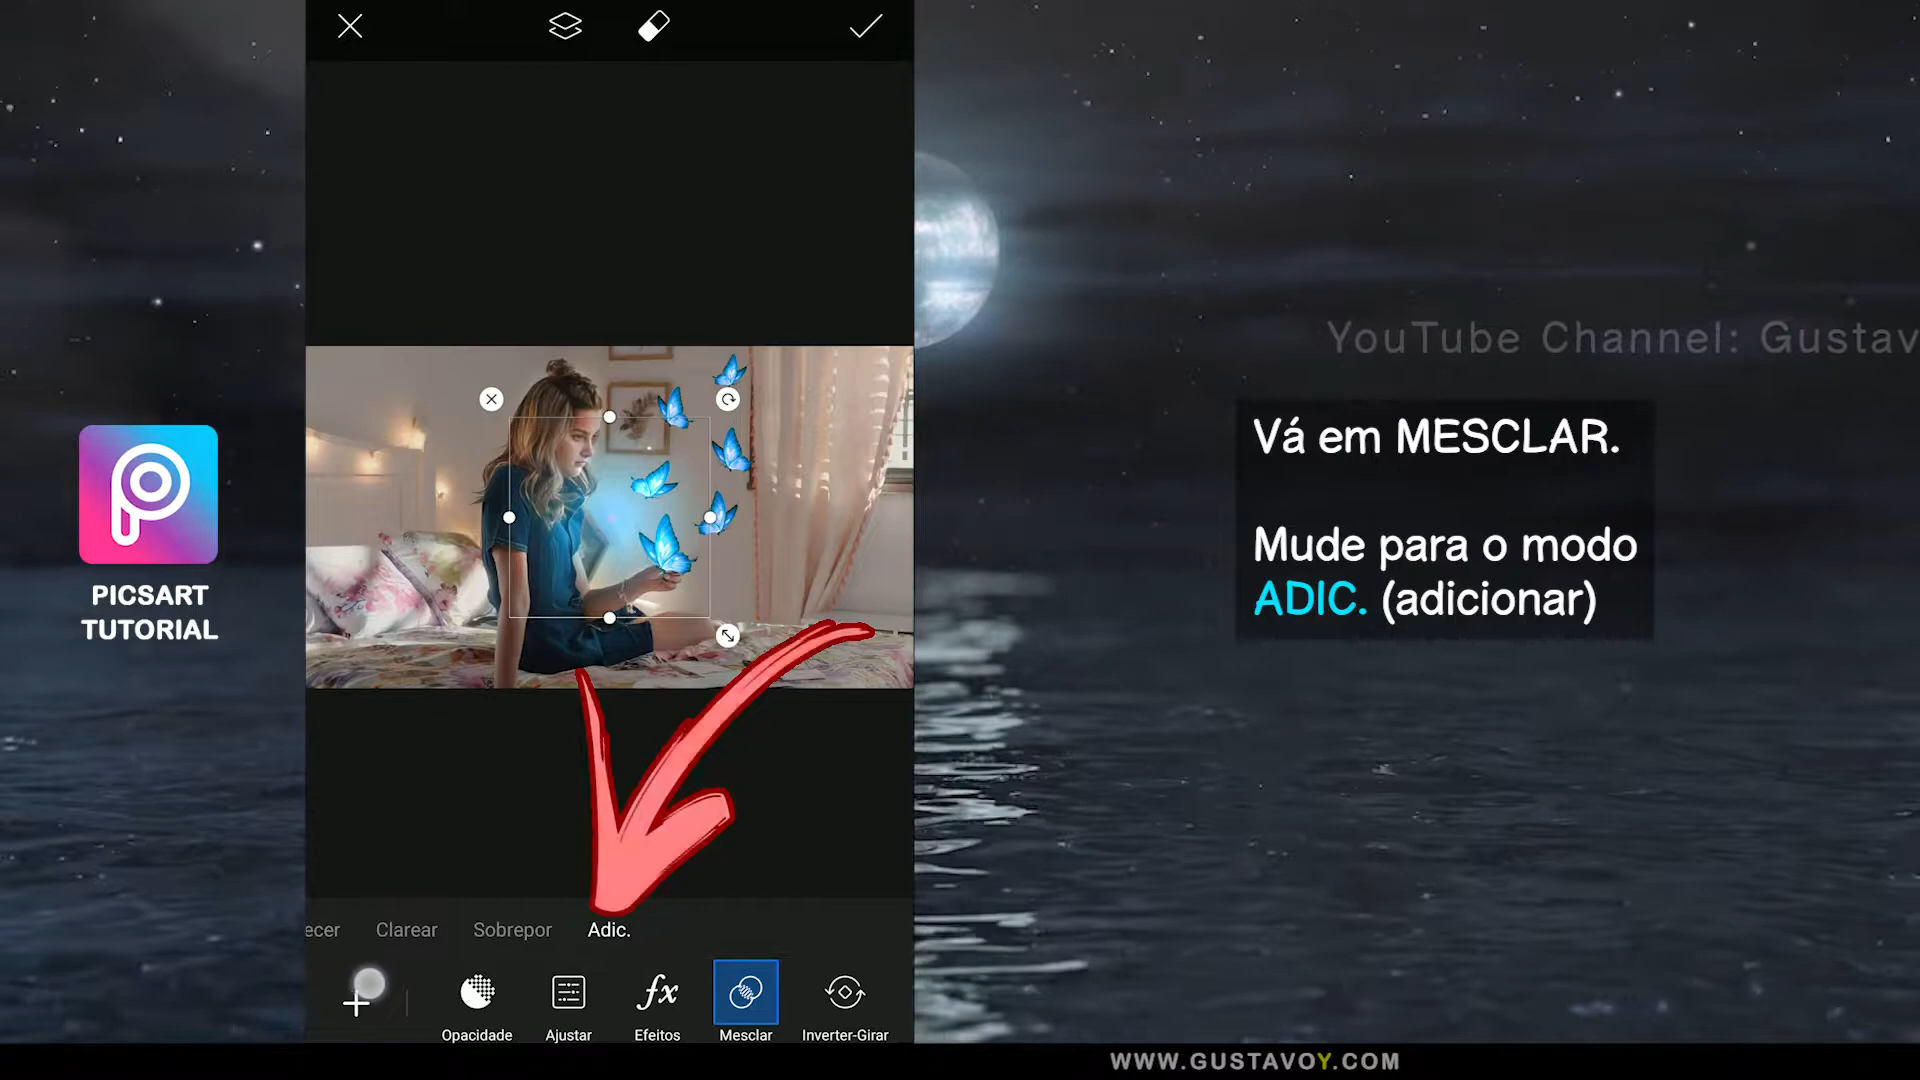 YouTube Channel: Gustav
Vá em MESCLAR.
Mude para o modo
ADIC. (adicionar)
PICSART
TUTORIAL
ecer Clarear Sobrepor Adic.
fx
Opacidade Ajustar Efeitos Mesclar Inverter-Girar
WWW.GUSTAVOY.COM